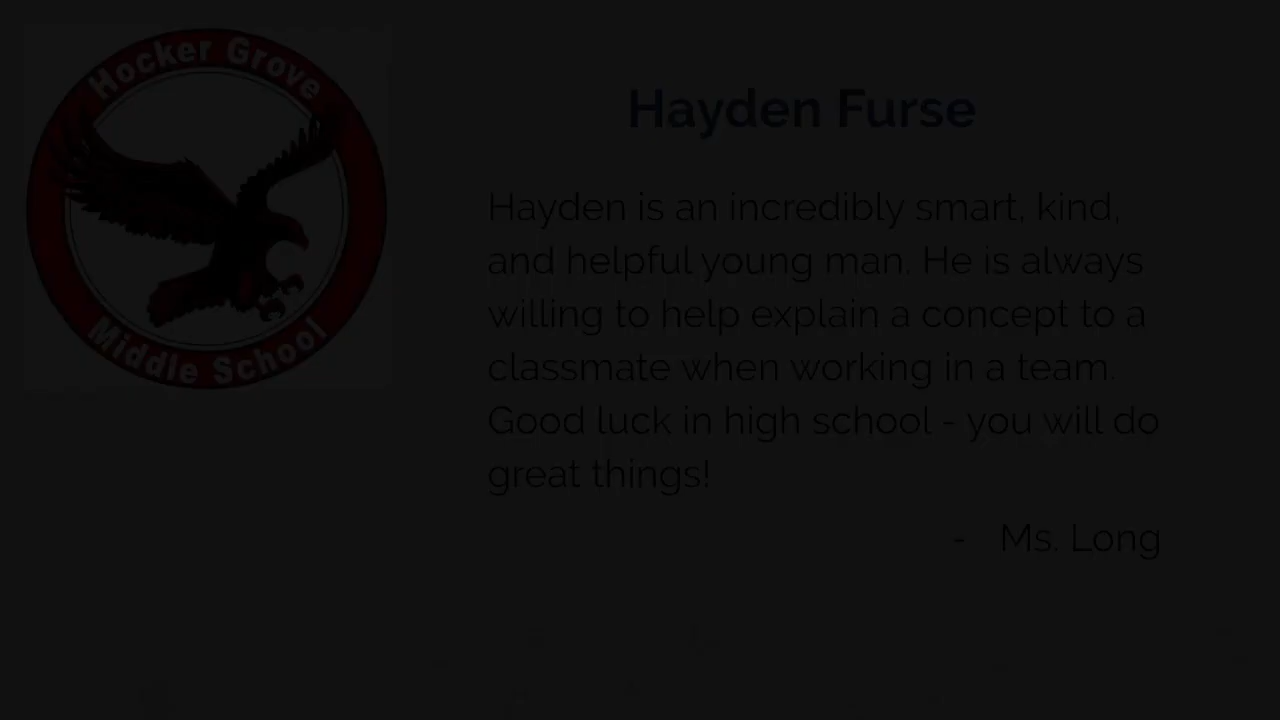 Hocker Grove
Middle School
Hayden Furse
Hayden is an incredibly smart, kind,
and helpful young man. He is always
willing to help explain a concept to a
classmate when working in a team.
Good luck in high school - you will do
great things!
- Ms. Long